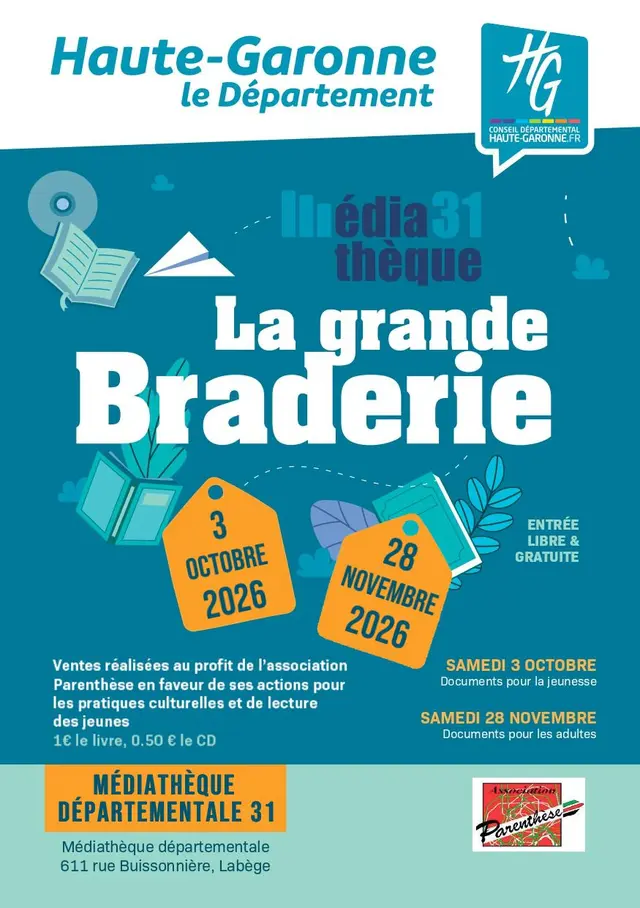 Haute-Garonne
le Département
HG
CONSEIL DÉPARTEMENTAL
HAUTE-GARONNE.FR
média31
thèque
La grande
Braderie
3
OCTOBRE
2026
28
NOVEMBRE
2026
ENTRÉE
LIBRE &
GRATUITE
Ventes réalisées au profit de l'association
Parenthèse en faveur de ses actions pour
les pratiques culturelles et de lecture
des jeunes
1€ le livre, 0.50 € le CD
SAMEDI 3 OCTOBRE
Documents pour la jeunesse
SAMEDI 28 NOVEMBRE
Documents pour les adultes
MÉDIATHÈQUE
DÉPARTEMENTALE 31
Médiathèque départementale
611 rue Buissonnière, Labège
Association
Parenthèse